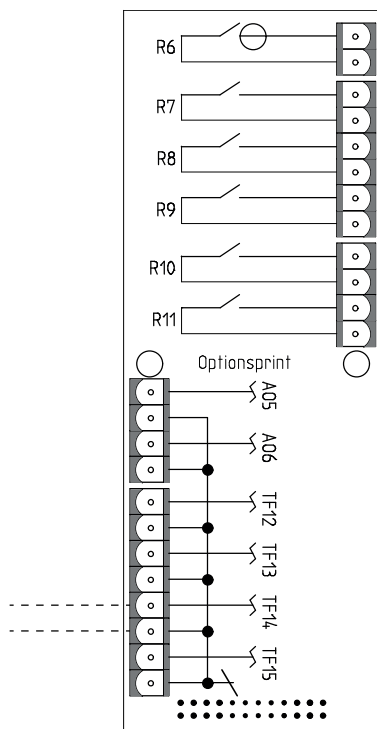 R6
R7
R8
R9
R10
R11
Optionsprint
A05
A06
TF12
TF13
TF14
TF15